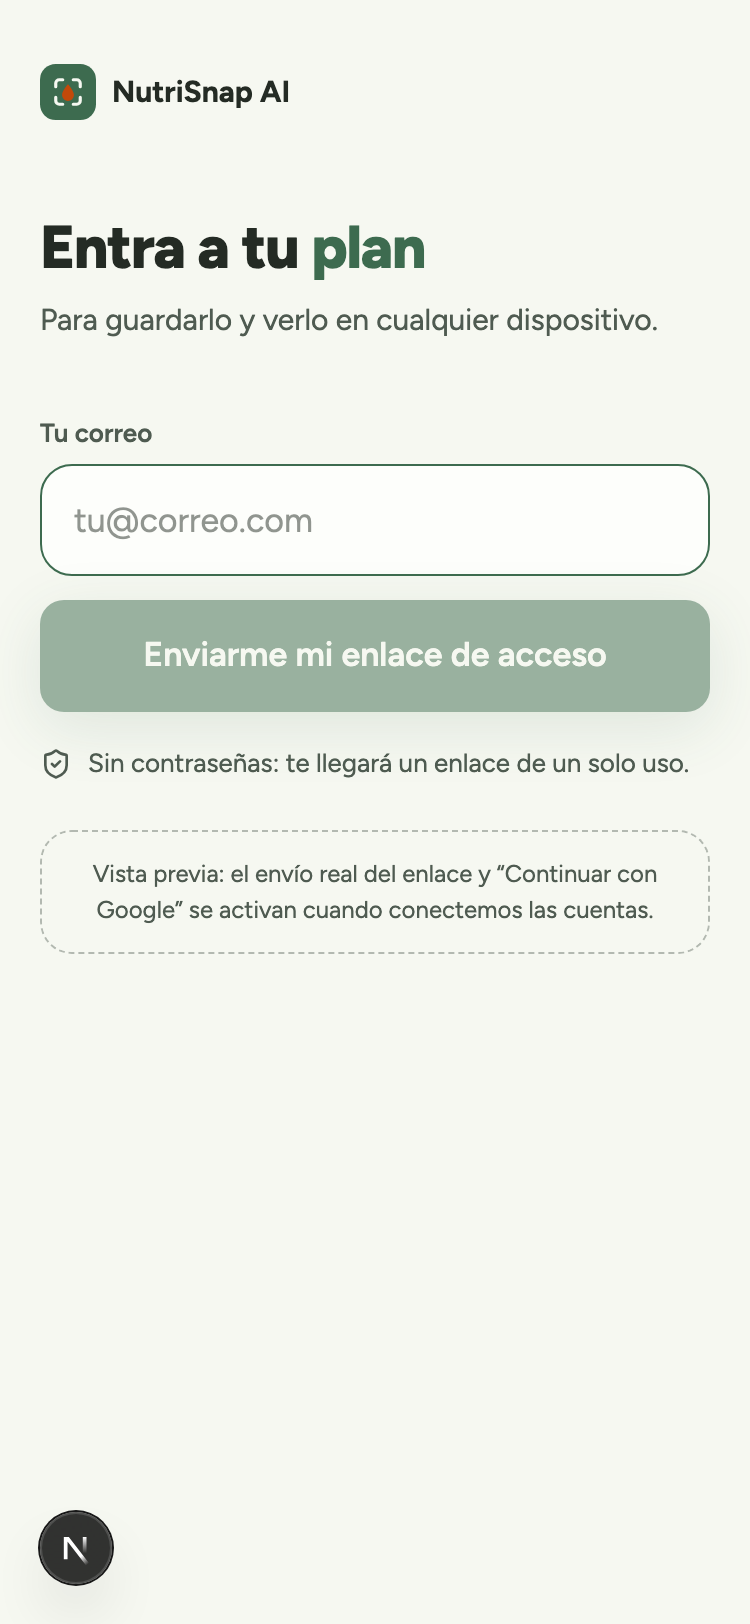 NutriSnap AI
Entra a tu plan
Para guardarlo y verlo en cualquier dispositivo.
Tu correo
tu@correo.com
Enviarme mi enlace de acceso
Sin contraseñas: te llegará un enlace de un solo uso.
Vista previa: el envío real del enlace y “Continuar con
Google” se activan cuando conectemos las cuentas.
N